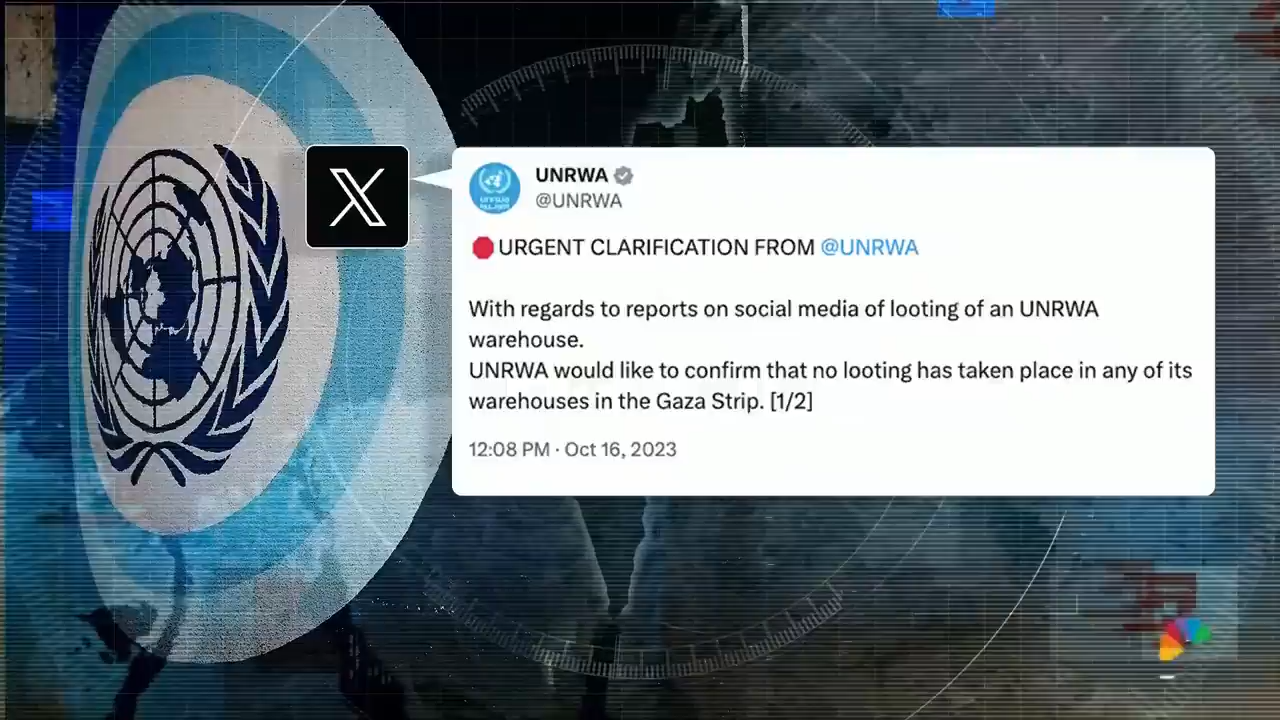 UNRWA
@UNRWA
URGENT CLARIFICATION FROM @UNRWA
With regards to reports on social media of looting of an UNRWA
warehouse.
UNRWA would like to confirm that no looting has taken place in any of its
warehouses in the Gaza Strip. [1/2]
12:08 PM · Oct 16, 2023